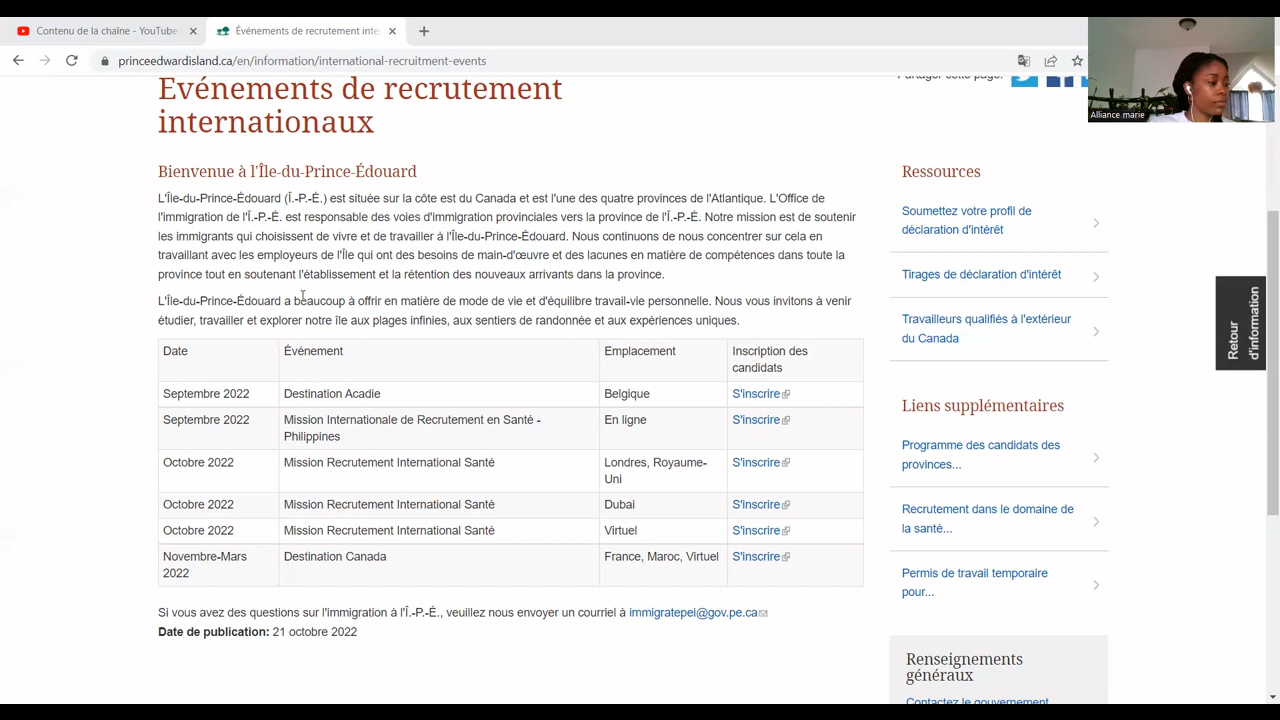 Contenu de la chaîne - YouTube
Événements de recrutement inte
princeedwardisland.ca/en/information/international-recruitment-events
Alliance marie
Partager cette page:
Evénements de recrutement
internationaux
Bienvenue à l'Île-du-Prince-Édouard
L'Île-du-Prince-Édouard (Î.-P.-É.) est située sur la côte est du Canada et est l'une des quatre provinces de l'Atlantique. L'Office de
l'immigration de l'Î.-P.-É. est responsable des voies d'immigration provinciales vers la province de l'Î.-P.-É. Notre mission est de soutenir
les immigrants qui choisissent de vivre et de travailler à l'Île-du-Prince-Édouard. Nous continuons de nous concentrer sur cela en
travaillant avec les employeurs de l'Île qui ont des besoins de main-d'œuvre et des lacunes en matière de compétences dans toute la
province tout en soutenant l'établissement et la rétention des nouveaux arrivants dans la province.
L'Île-du-Prince-Édouard a beaucoup à offrir en matière de mode de vie et d'équilibre travail-vie personnelle. Nous vous invitons à venir
étudier, travailler et explorer notre île aux plages infinies, aux sentiers de randonnée et aux expériences uniques.
Date Événement Emplacement Inscription des
candidats
Septembre 2022 Destination Acadie Belgique S'inscrire
Septembre 2022 Mission Internationale de Recrutement en Santé - En ligne S'inscrire
Philippines
Octobre 2022 Mission Recrutement International Santé Londres, Royaume- S'inscrire
Uni
Octobre 2022 Mission Recrutement International Santé Dubai S'inscrire
Octobre 2022 Mission Recrutement International Santé Virtuel S'inscrire
Novembre-Mars Destination Canada France, Maroc, Virtuel S'inscrire
2022
Si vous avez des questions sur l'immigration à l'Î.-P.-É., veuillez nous envoyer un courriel à immigratepei@gov.pe.ca
Date de publication: 21 octobre 2022
Ressources
Soumettez votre profil de
déclaration d'intérêt
Tirages de déclaration d'intérêt
Travailleurs qualifiés à l'extérieur
du Canada
Liens supplémentaires
Programme des candidats des
provinces...
Recrutement dans le domaine de
la santé...
Permis de travail temporaire
pour...
Renseignements
généraux
Contactez le gouvernement
Retour
d'information